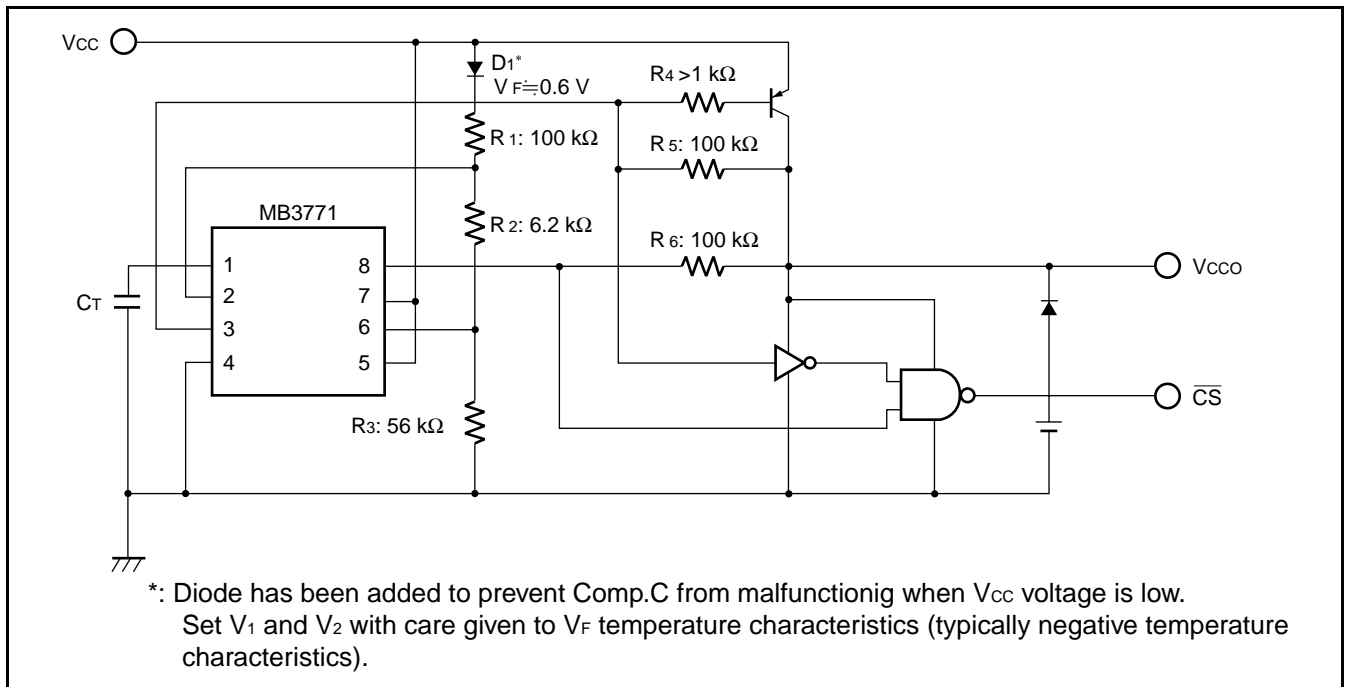 VCC
D1*
VF≒0.6 V
R4 >1 kΩ
R1: 100 kΩ
R5: 100 kΩ
MB3771
R2: 6.2 kΩ
R6: 100 kΩ
1
8
VCCO
CT
2
7
3
6
4
5
CS
R3: 56 kΩ
*: Diode has been added to prevent Comp.C from malfunctionig when VCC voltage is low.
Set V1 and V2 with care given to VF temperature characteristics (typically negative temperature
characteristics).